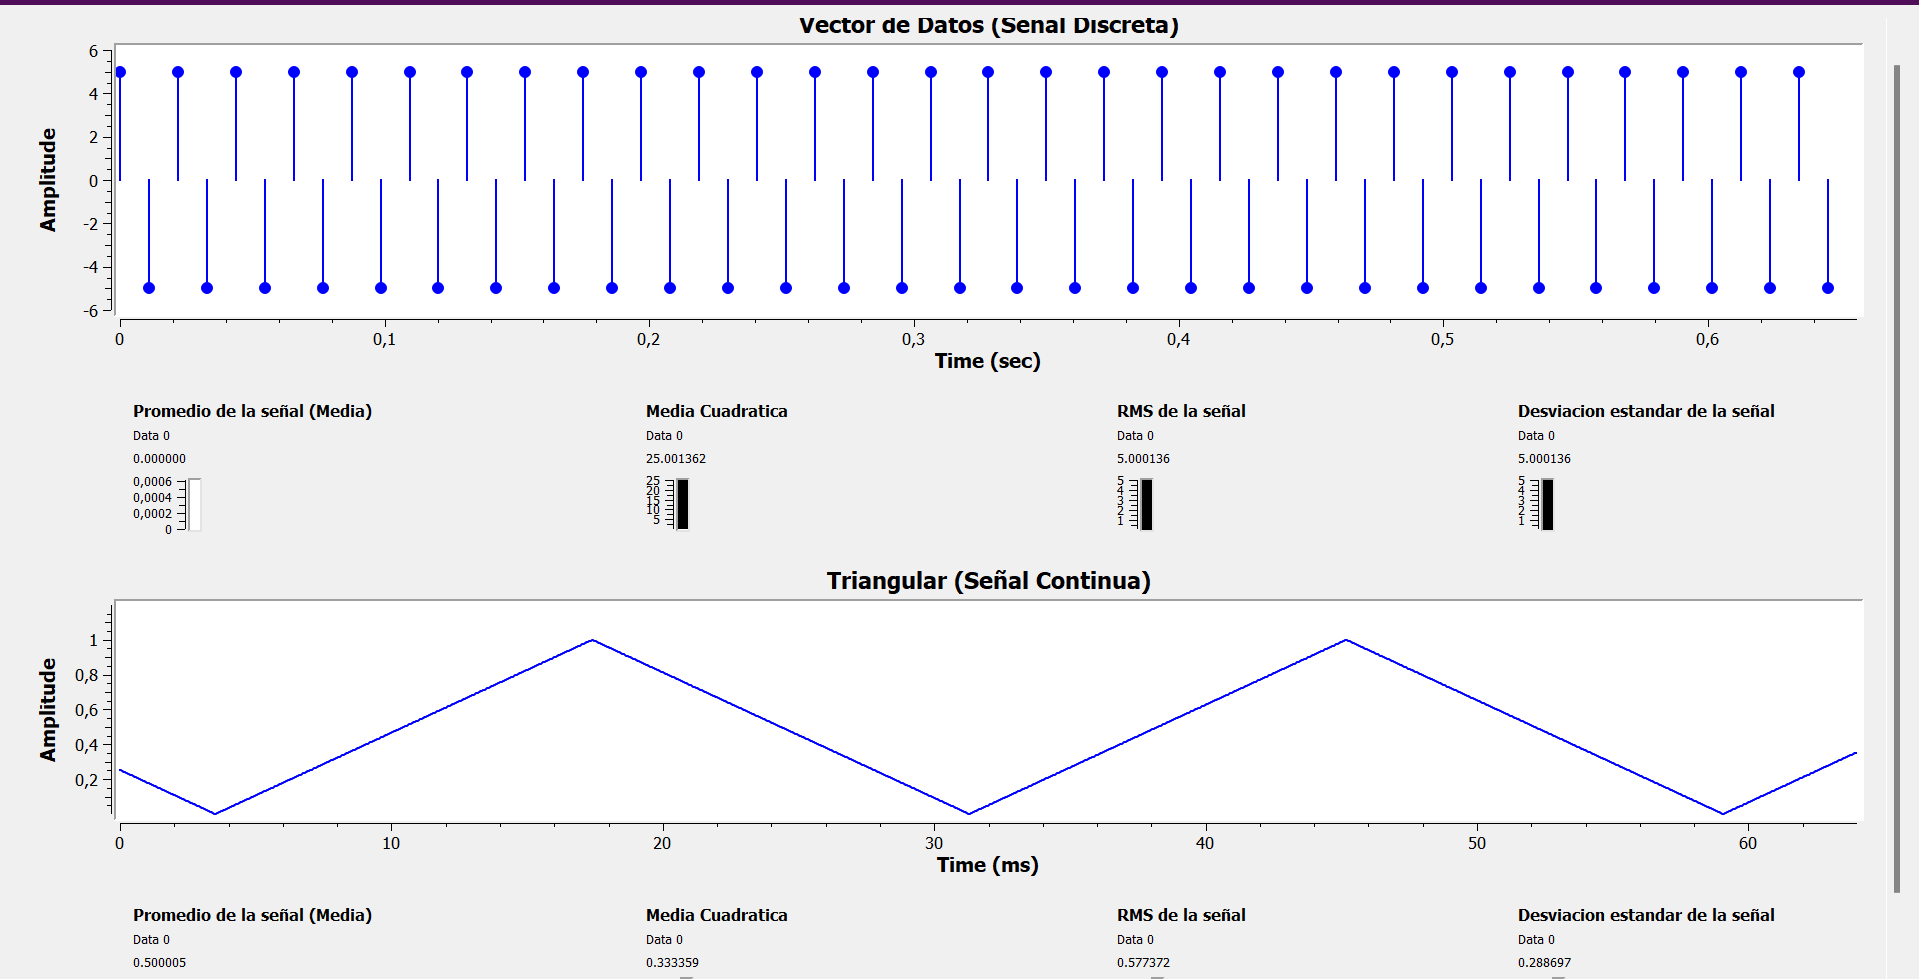 Vector de Datos (Senal Discreta)
6
4
2
0
-2
-4
-6
Amplitude
0 0,1 0,2 0,3 0,4 0,5 0,6
Time (sec)
Promedio de la señal (Media) Media Cuadratica RMS de la señal Desviacion estandar de la señal
Data 0 Data 0 Data 0 Data 0
0.000000 25.001362 5.000136 5.000136
0,0006 25 5 5
20 4 4
0,0004 15 3 3
0,0002 10 2 2
5 1 1
0
Triangular (Señal Continua)
1
0,8
0,6
0,4
0,2
Amplitude
0 10 20 30 40 50 60
Time (ms)
Promedio de la señal (Media) Media Cuadratica RMS de la señal Desviacion estandar de la señal
Data 0 Data 0 Data 0 Data 0
0.500005 0.333359 0.577372 0.288697